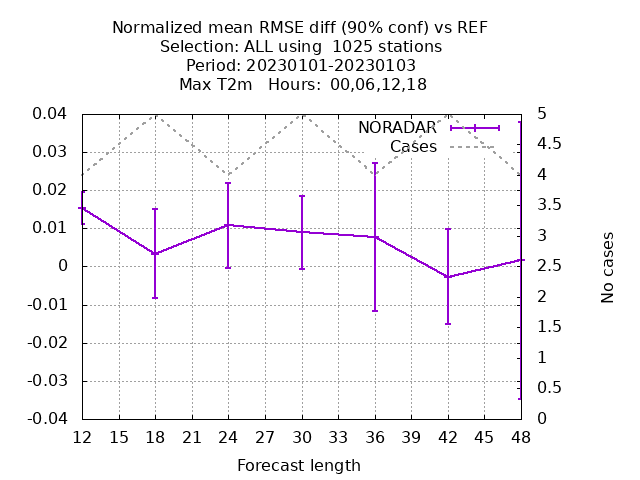 Normalized mean RMSE diff (90% conf) vs REF
Selection: ALL using  1025 stations
Period: 20230101-20230103
Max T2m   Hours:  00,06,12,18
NORADAR
Cases
0.04
0.03
0.02
0.01
0
-0.01
-0.02
-0.03
-0.04
5
4.5
4
3.5
3
2.5
2
1.5
1
0.5
0
No cases
12 15 18 21 24 27 30 33 36 39 42 45 48
Forecast length